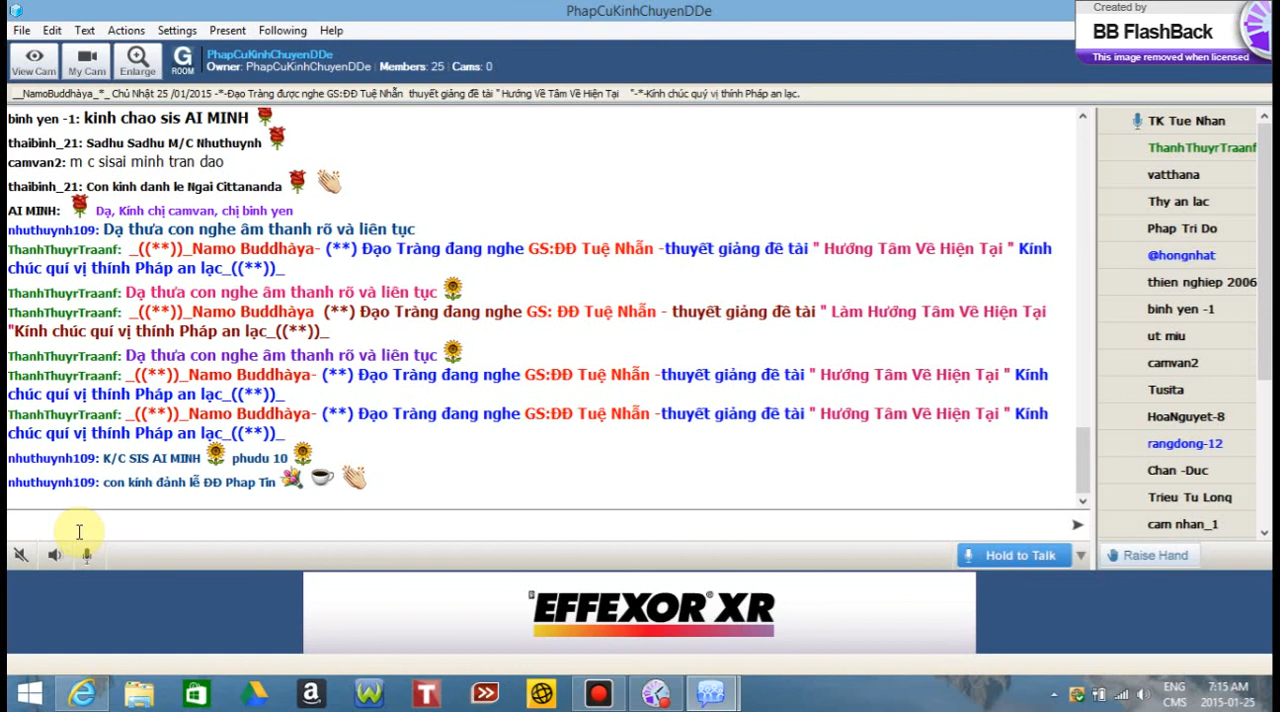 PhapCuKinhChuyenDDe
Created by
BB FlashBack
This image removed when licensed
File Edit Text Actions Settings Present Following Help
View Cam My Cam Enlarge G ROOM
PhapCuKinhChuyenDDe
Owner: PhapCuKinhChuyenDDe Members: 25 Cams: 0
__NamoBuddhàya_*_ Chủ Nhật 25 /01/2015 -*-Đạo Tràng được nghe GS:ĐĐ Tuệ Nhẫn thuyết giảng đề tài " Hướng Về Tâm Về Hiện Tại "-*-Kính chúc quý vị thính Pháp an lạc.
binh yen -1: kinh chao sis AI MINH
thaibinh_21: Sadhu Sadhu M/C Nhuthuynh
camvan2: m c sisai minh tran dao
thaibinh_21: Con kinh danh le Ngai Cittananda
AI MINH: Dạ, Kính chị camvan, chị bình yen
nhuthuynh109: Dạ thưa con nghe âm thanh rõ và liên tục
ThanhThuyrTraanf: _((**))_Namo Buddhàya- (**) Đạo Tràng đang nghe GS:ĐĐ Tuệ Nhẫn -thuyết giảng đề tài " Hướng Tâm Về Hiện Tại " Kính
chúc quí vị thính Pháp an lạc_((**))_
ThanhThuyrTraanf: Dạ thưa con nghe âm thanh rõ và liên tục
ThanhThuyrTraanf: _((**))_Namo Buddhàya (**) Đạo Tràng đang nghe GS: ĐĐ Tuệ Nhẫn - thuyết giảng đề tài " Làm Hướng Tâm Về Hiện Tại
"Kính chúc quí vị thính Pháp an lạc_((**))_
ThanhThuyrTraanf: Dạ thưa con nghe âm thanh rõ và liên tục
ThanhThuyrTraanf: _((**))_Namo Buddhàya- (**) Đạo Tràng đang nghe GS:ĐĐ Tuệ Nhẫn -thuyết giảng đề tài " Hướng Tâm Về Hiện Tại " Kính
chúc quí vị thính Pháp an lạc_((**))_
ThanhThuyrTraanf: _((**))_Namo Buddhàya- (**) Đạo Tràng đang nghe GS:ĐĐ Tuệ Nhẫn -thuyết giảng đề tài " Hướng Tâm Về Hiện Tại " Kính
chúc quí vị thính Pháp an lạc_((**))_
nhuthuynh109: K/C SIS AI MINH phudu 10
nhuthuynh109: con kính đảnh lễ ĐĐ Phap Tin
TK Tue Nhan
ThanhThuyrTraanf
vatthana
Thy an lac
Phap Tri Do
@hongnhat
thien nghiep 2006
binh yen -1
ut miu
camvan2
Tusita
HoaNguyet-8
rangdong-12
Chan -Duc
Trieu Tu Long
cam nhan_1
Hold to Talk
Raise Hand
EFFEXOR® XR
ENG 7:15 AM
CMS 2015-01-25